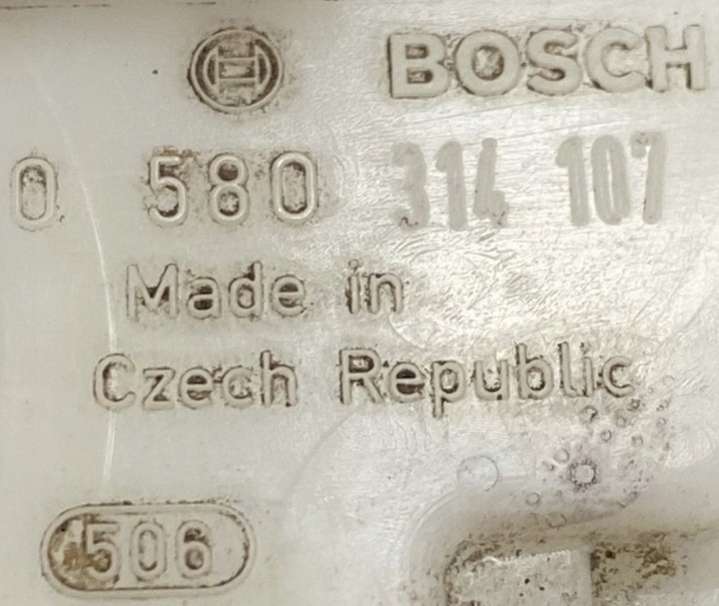 BOSCH
0 580 314 107
Made in
Czech Republic
506